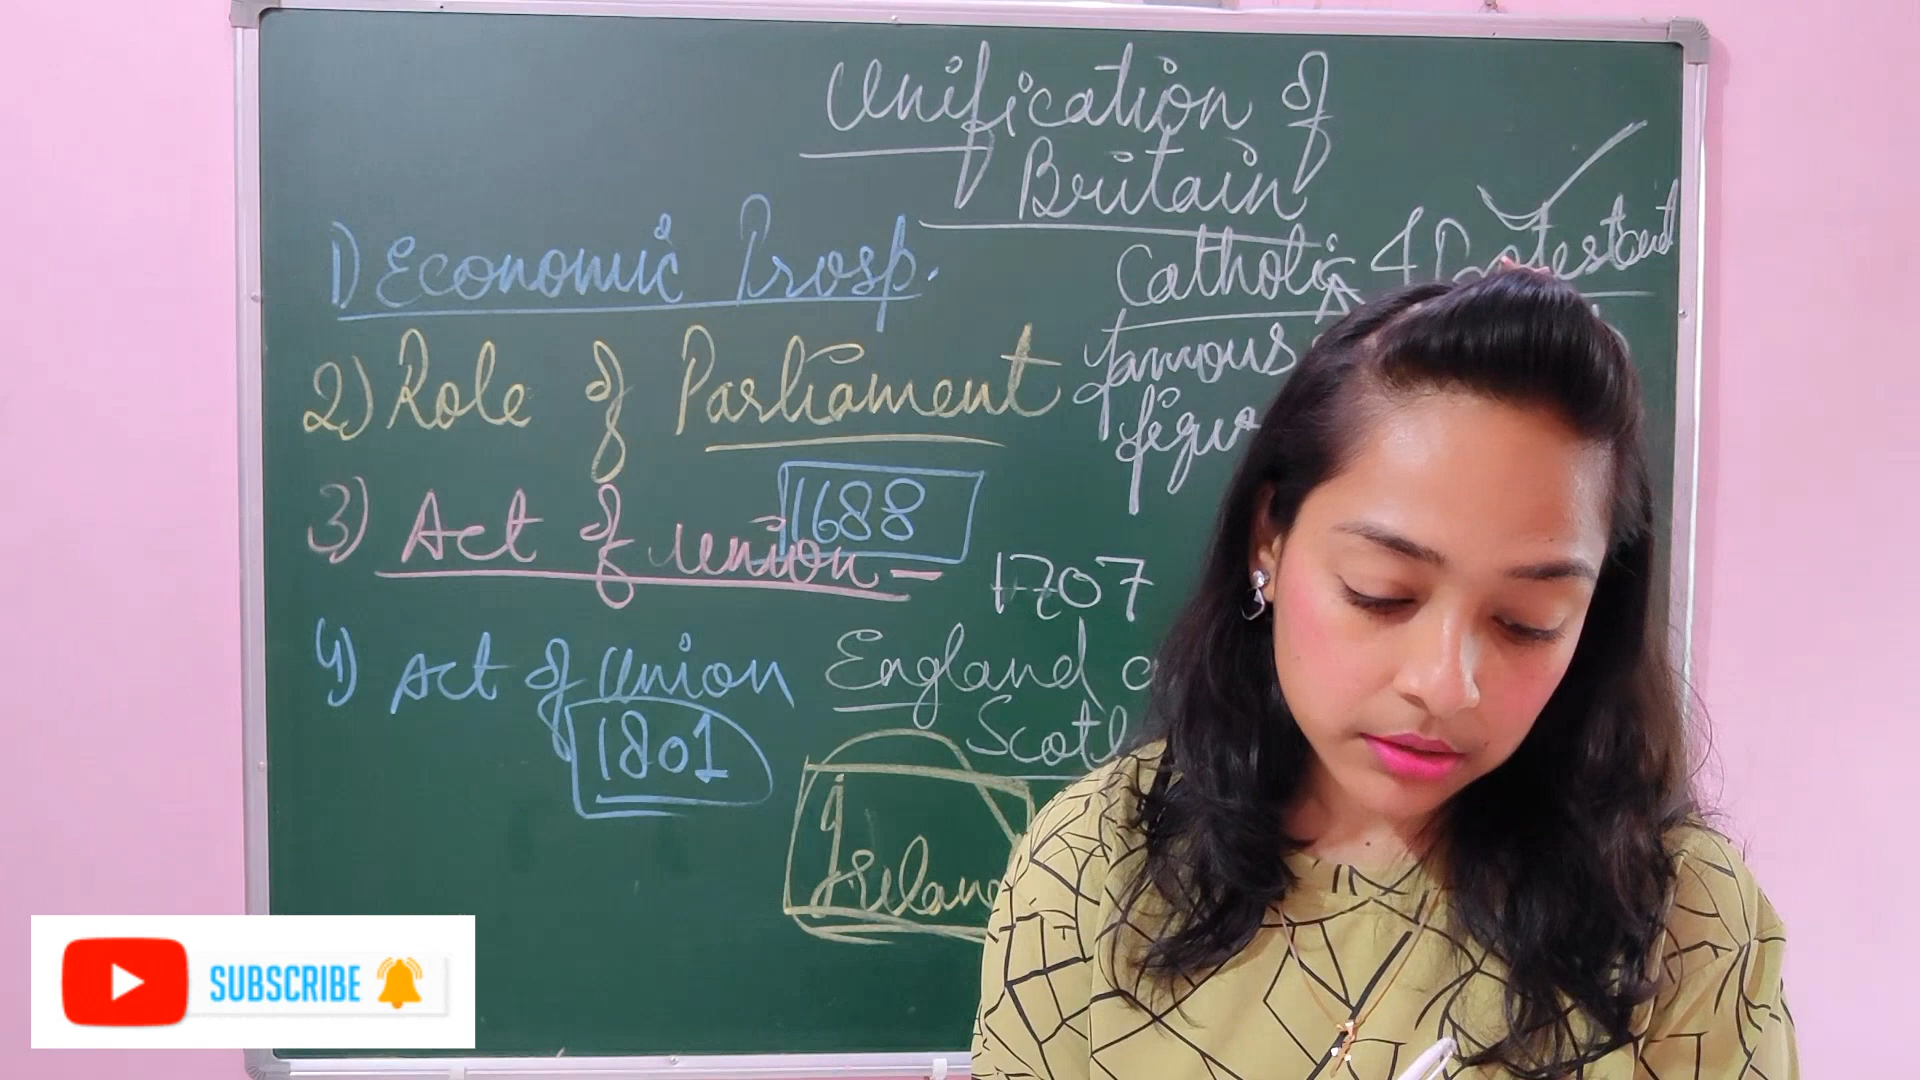 Unification of
Britain
1) Economic Prosp.
2) Role of Parliament
3) Act of Union -
1688
1707
4) Act of Union
1801
England
Ireland
Catholic & Protestant
famous
SUBSCRIBE